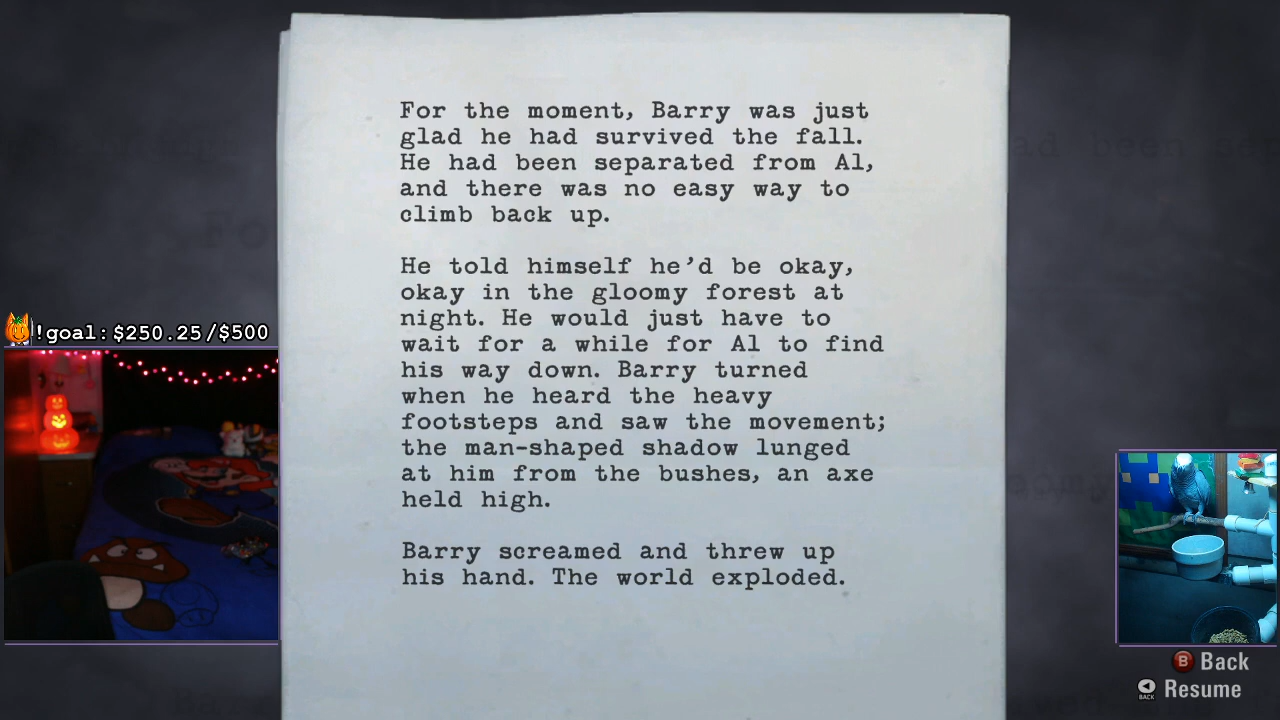 For the moment, Barry was just
glad he had survived the fall.
He had been separated from Al,
and there was no easy way to
climb back up.
He told himself he'd be okay,
okay in the gloomy forest at
night. He would just have to
wait for a while for Al to find
his way down. Barry turned
when he heard the heavy
footsteps and saw the movement;
the man-shaped shadow lunged
at him from the bushes, an axe
held high.
Barry screamed and threw up
his hand. The world exploded.
!goal: $250.25/$500
B Back
BACK Resume